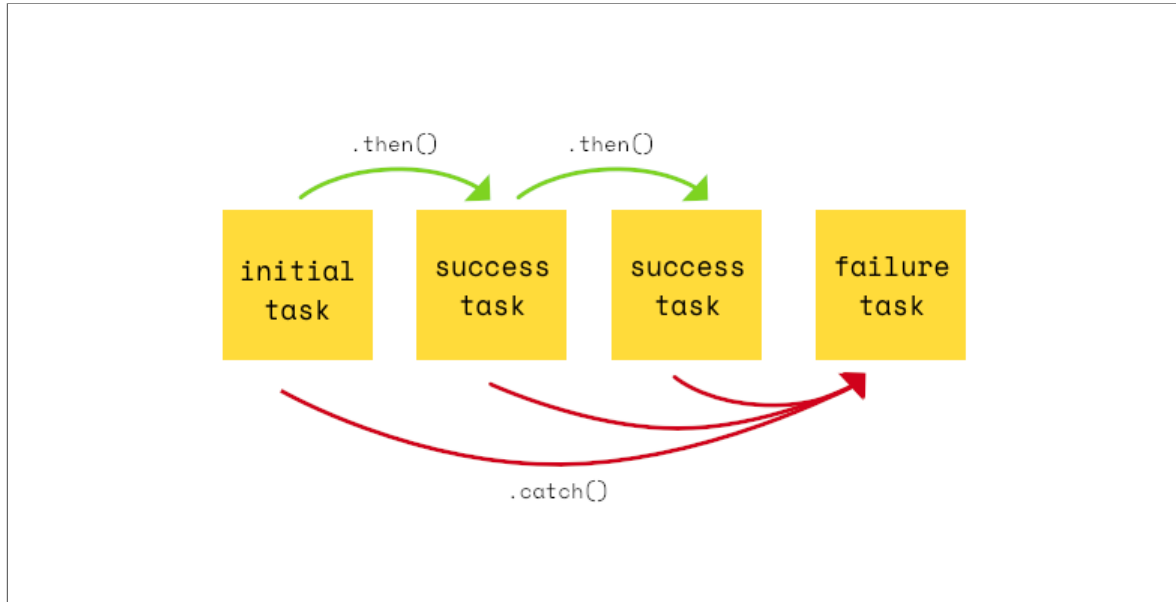 .then()
.then()
initial
task
success
task
success
task
failure
task
.catch()